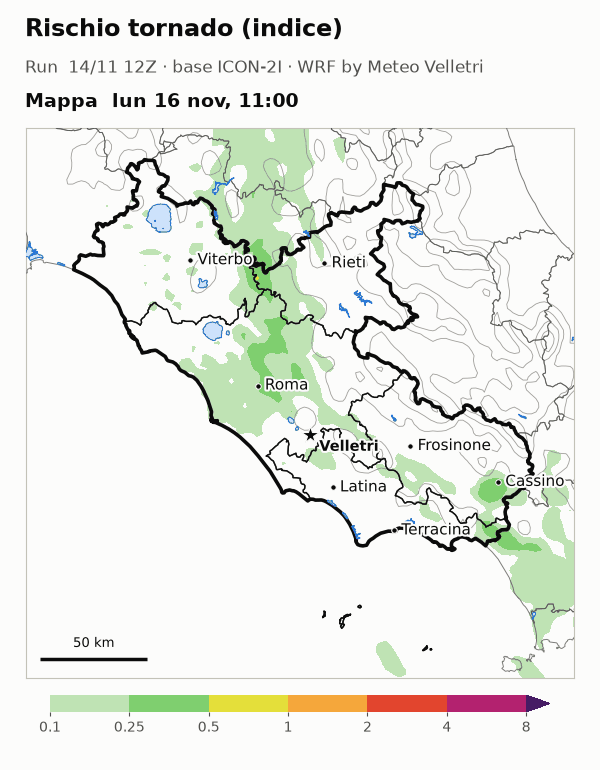 Rischio tornado (indice)
Run  14/11 12Z · base ICON-2I · WRF by Meteo Velletri
Mappa  lun 16 nov, 11:00
Viterbo
Rieti
Roma
Velletri
Frosinone
Cassino
Latina
Terracina
50 km
0.1 0.25 0.5 1 2 4 8